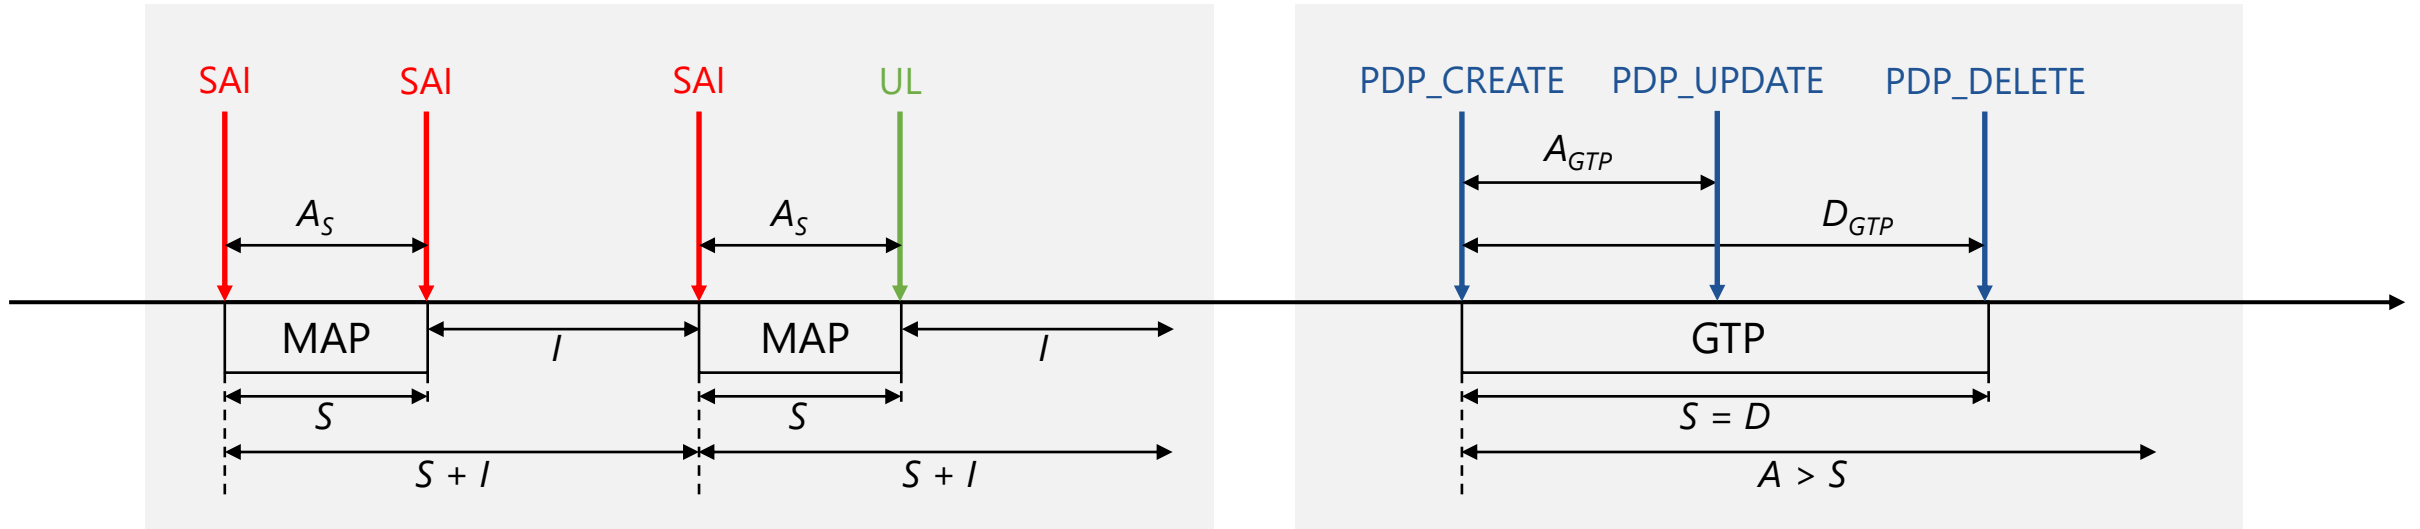 SAI SAI SAI UL PDP_CREATE PDP_UPDATE PDP_DELETE
A_GTP
A_S A_S D_GTP
MAP I MAP I GTP
S S S = D
S + I S + I A > S